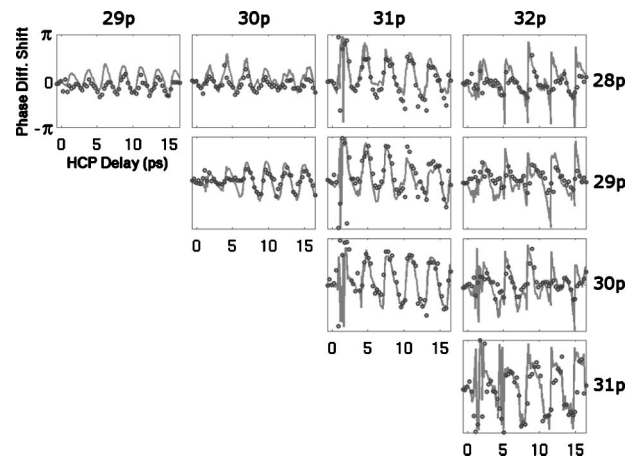 29p 30p 31p 32p
Phase Diff. Shift
π
0
-π
0 5 10 15
HCP Delay (ps)
28p
29p
0 5 10 15
30p
0 5 10 15
31p
0 5 10 15